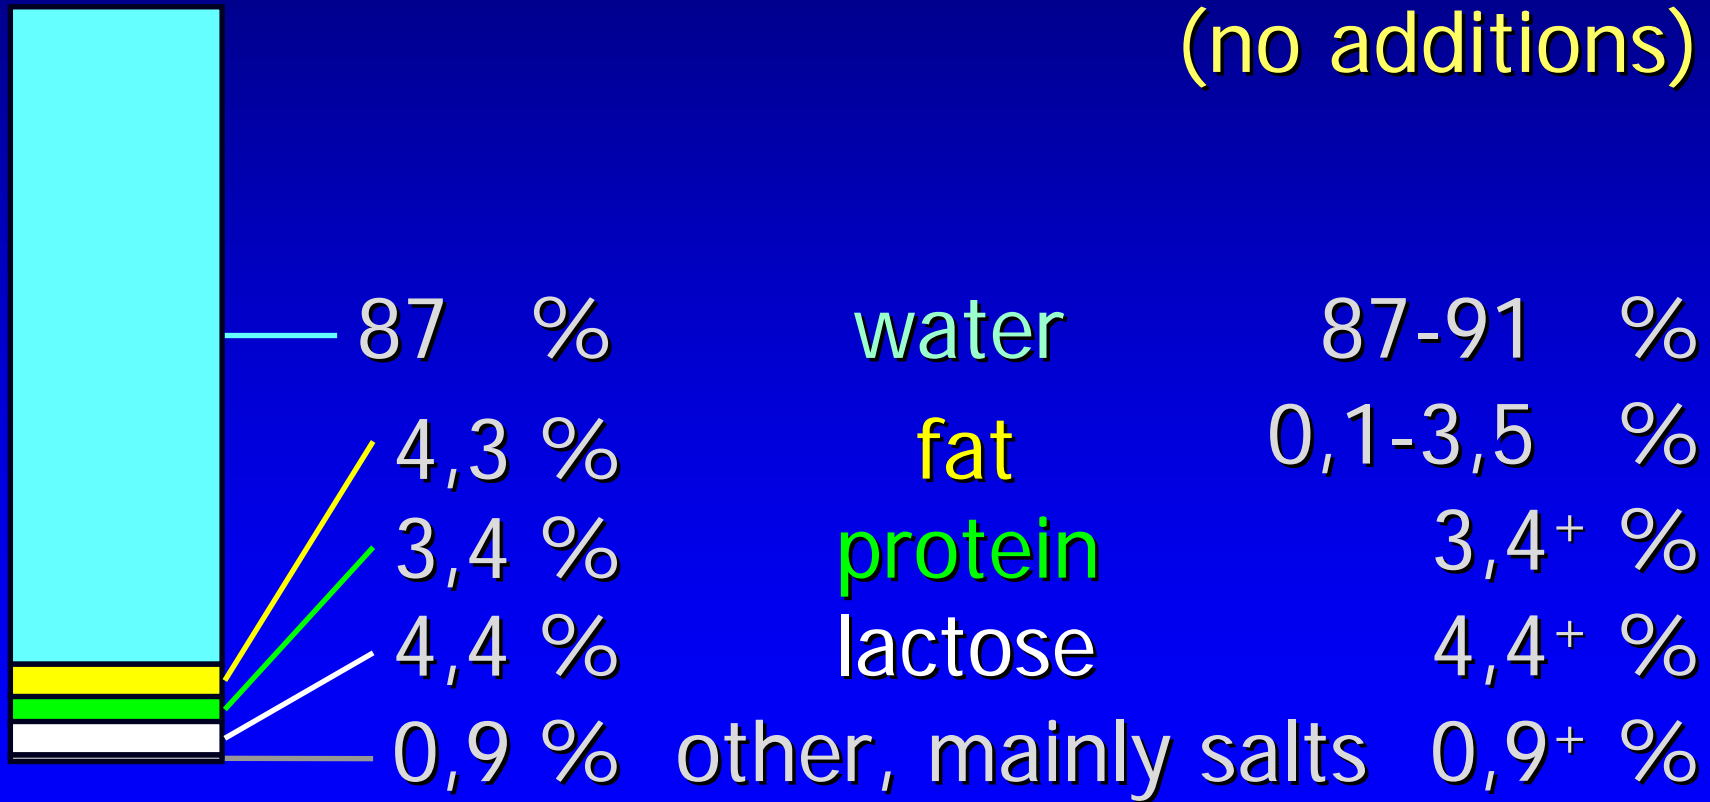 (no additions)
87 % water 87-91 %
4,3 % fat 0,1-3,5 %
3,4 % protein 3,4⁺ %
4,4 % lactose 4,4⁺ %
0,9 % other, mainly salts 0,9⁺ %